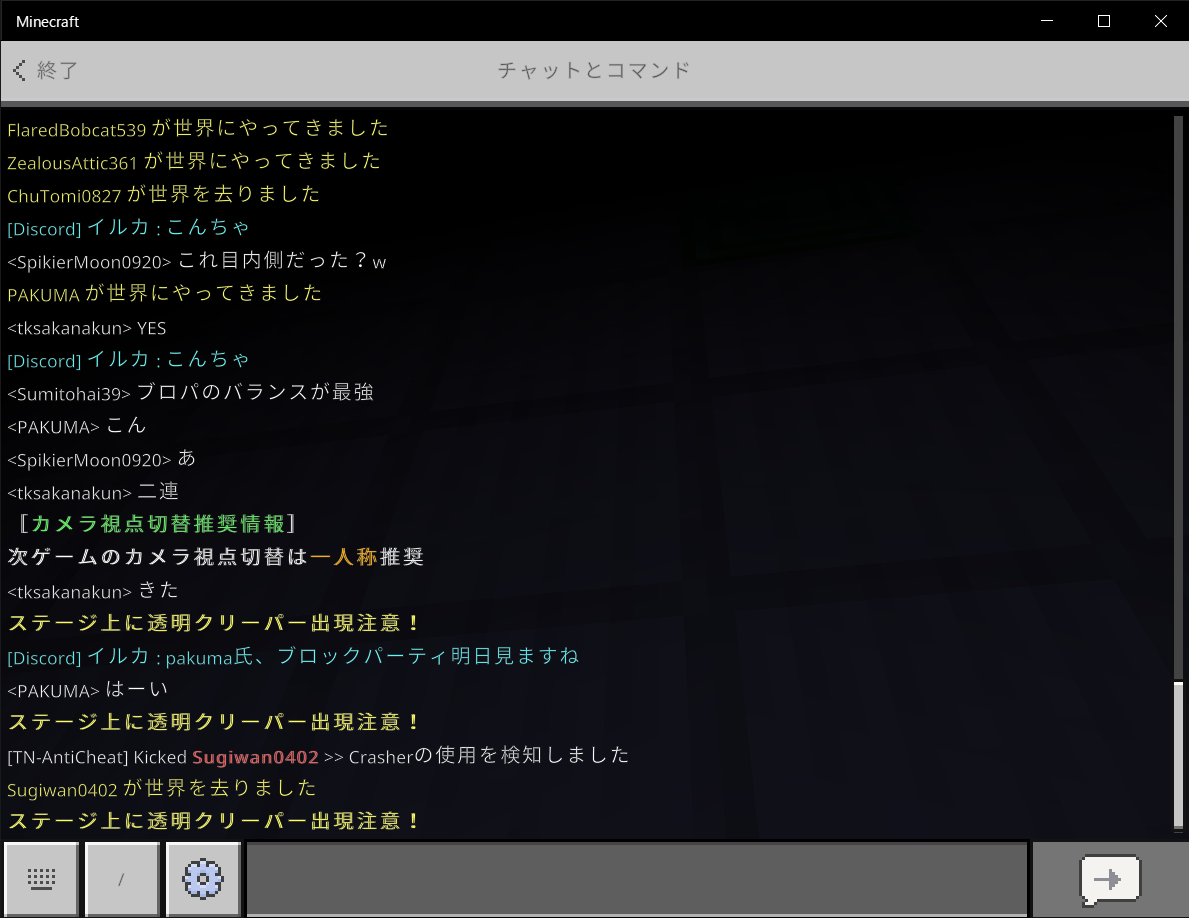 Minecraft
終了
チャットとコマンド
FlaredBobcat539 が世界にやってきました
ZealousAttic361 が世界にやってきました
ChuTomi0827 が世界を去りました
[Discord] イルカ : こんちゃ
<SpikierMoon0920> これ目内側だった？w
PAKUMA が世界にやってきました
<tksakanakun> YES
[Discord] イルカ : こんちゃ
<Sumitohai39> ブロパのバランスが最強
<PAKUMA> こん
<SpikierMoon0920> あ
<tksakanakun> 二連
［カメラ視点切替推奨情報］
次ゲームのカメラ視点切替は一人称推奨
<tksakanakun> きた
ステージ上に透明クリーパー出現注意！
[Discord] イルカ : pakuma氏、ブロックパーティ明日見ますね
<PAKUMA> はーい
ステージ上に透明クリーパー出現注意！
[TN-AntiCheat] Kicked Sugiwan0402 >> Crasherの使用を検知しました
Sugiwan0402 が世界を去りました
ステージ上に透明クリーパー出現注意！
/